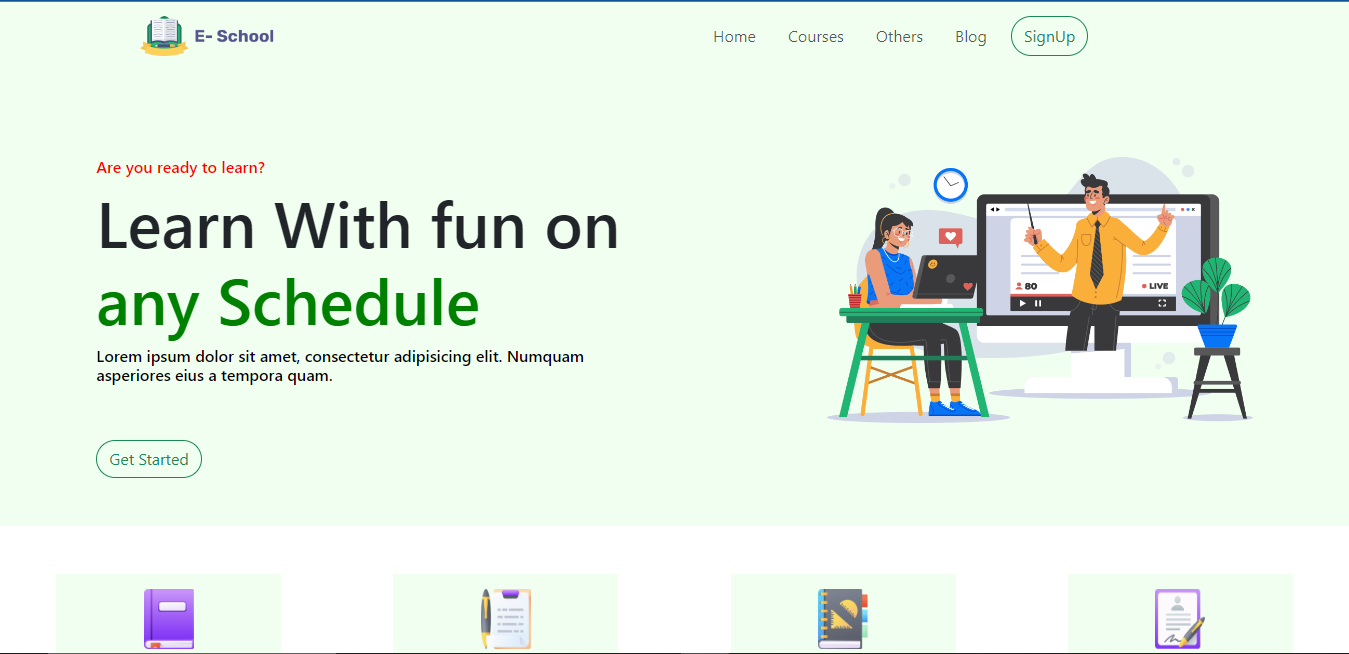 E- School
Home Courses Others Blog SignUp
Are you ready to learn?
Learn With fun on
any Schedule
Lorem ipsum dolor sit amet, consectetur adipisicing elit. Numquam
asperiores eius a tempora quam.
80
LIVE
Get Started